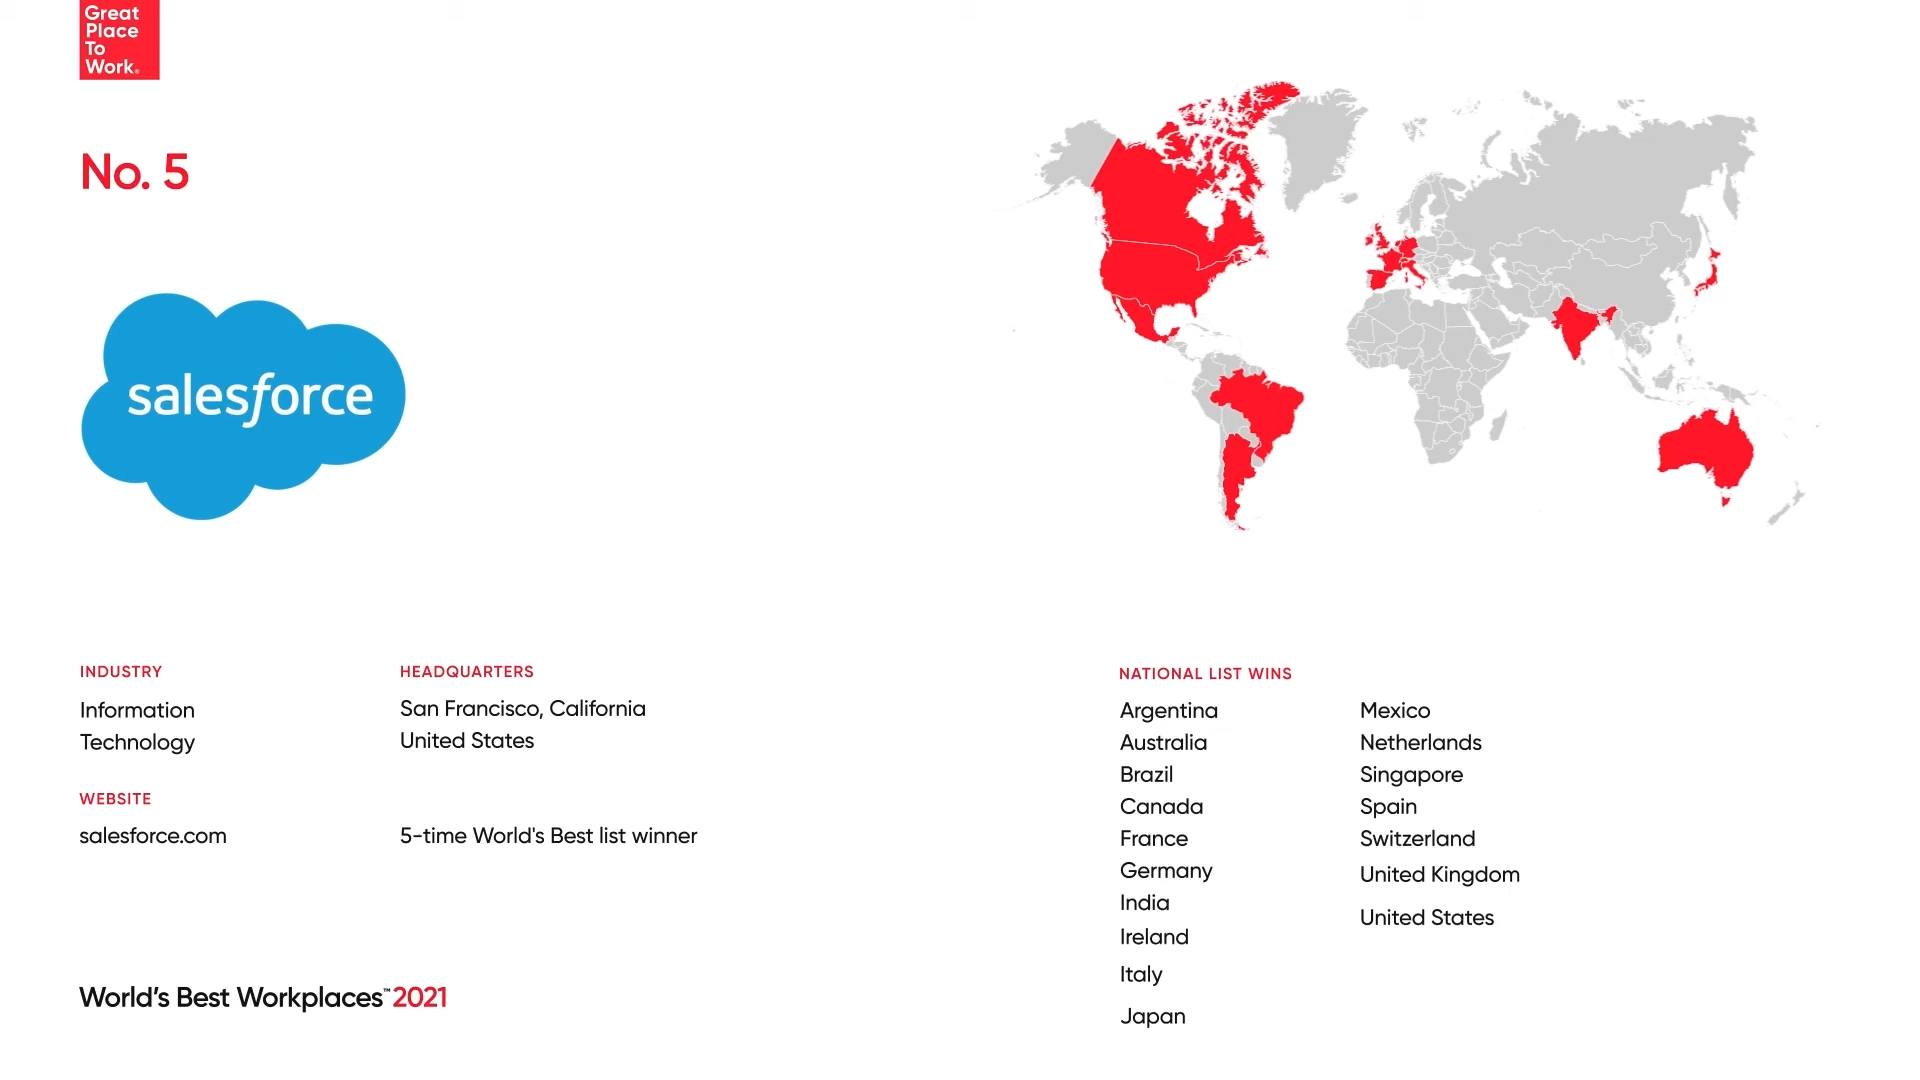 Great
Place
To
Work®
No. 5
salesforce
INDUSTRY
Information
Technology
HEADQUARTERS
San Francisco, California
United States
WEBSITE
salesforce.com
5-time World's Best list winner
NATIONAL LIST WINS
Argentina
Australia
Brazil
Canada
France
Germany
India
Ireland
Italy
Japan
Mexico
Netherlands
Singapore
Spain
Switzerland
United Kingdom
United States
World’s Best Workplaces™ 2021